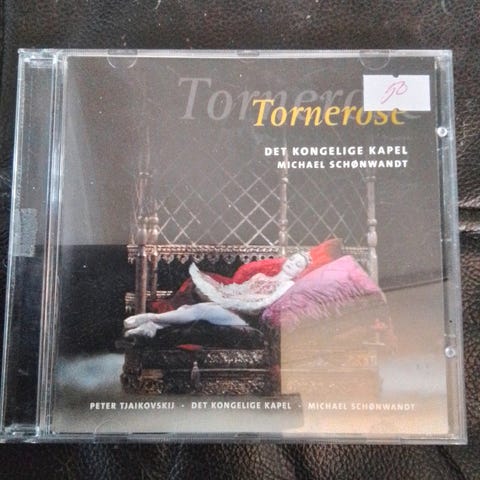 Tornerose
Tornerose
50
DET KONGELIGE KAPEL
MICHAEL SCHØNWANDT
PETER TJAIKOVSKIJ · DET KONGELIGE KAPEL · MICHAEL SCHØNWANDT